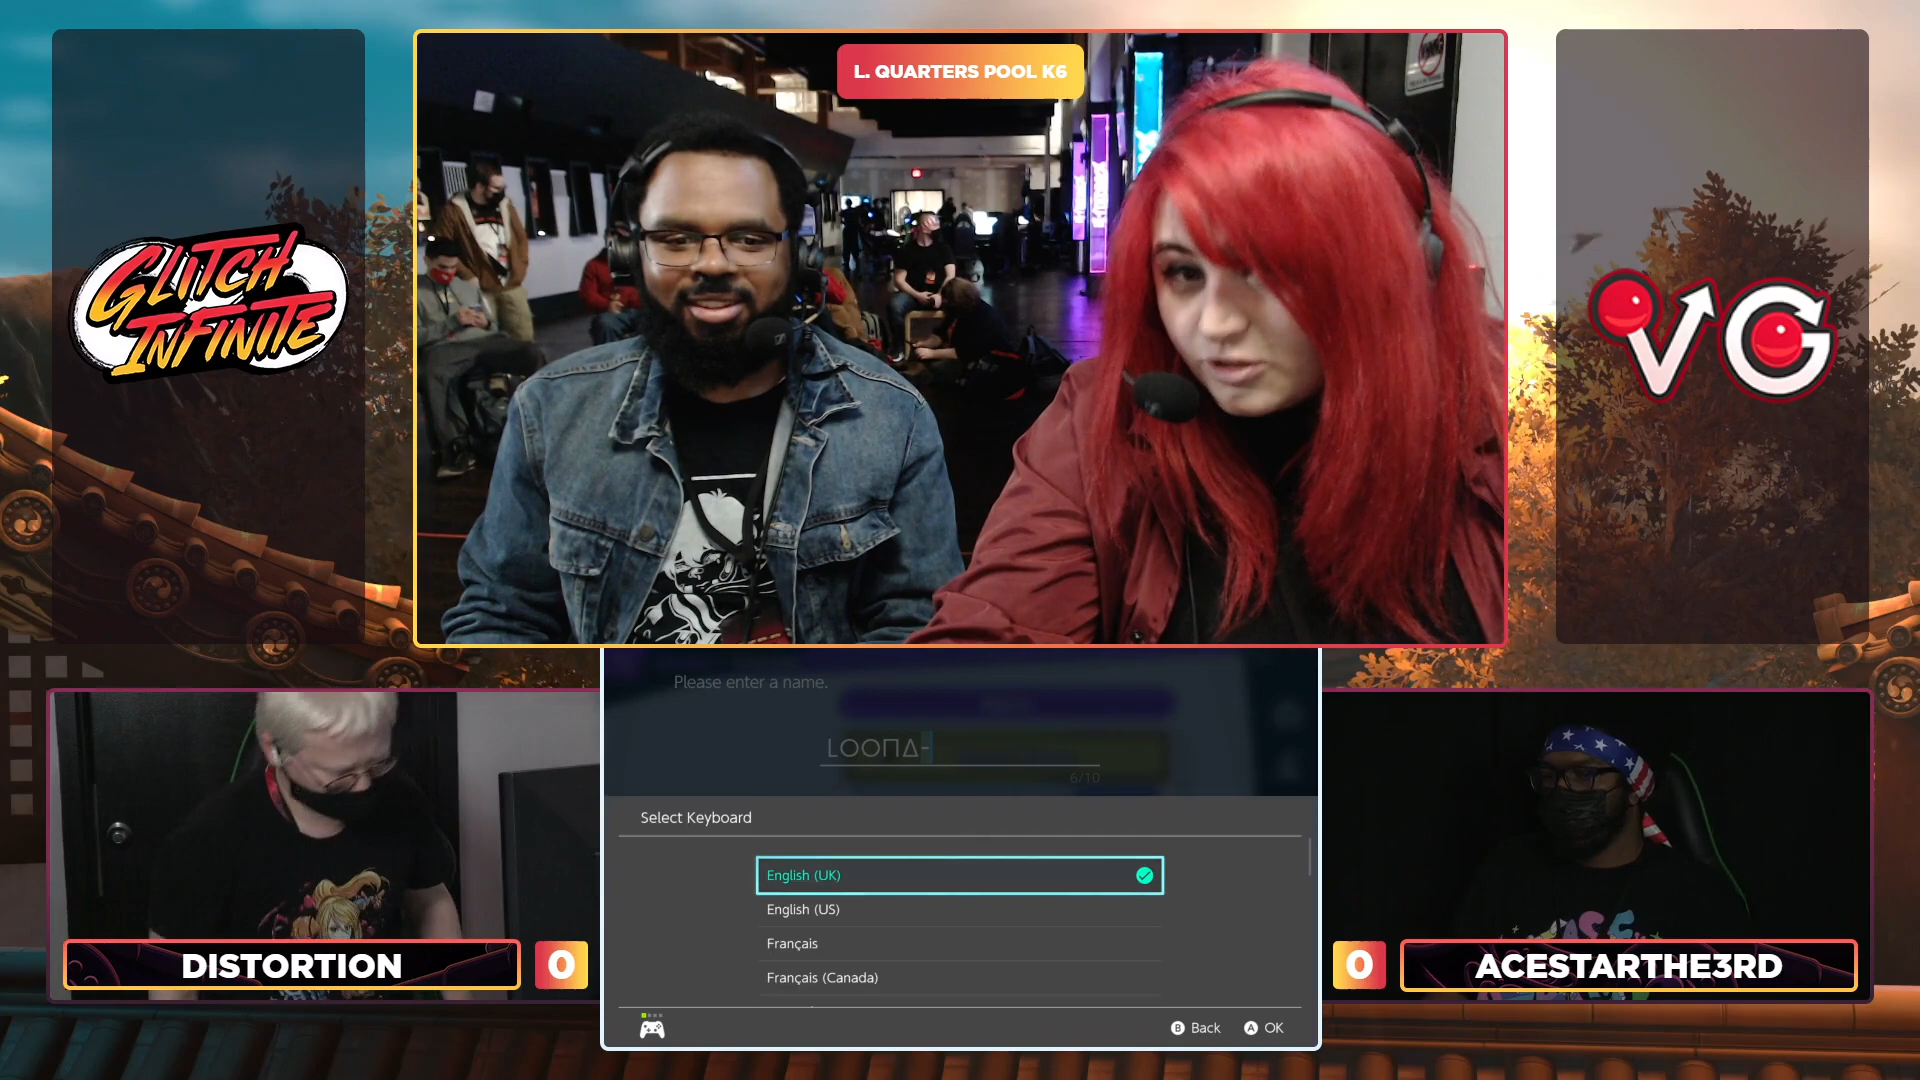 L. QUARTERS POOL K6
GLITCH
INFINITE
VG
Please enter a name.
LOOΠΔ-
6/10
Select Keyboard
English (UK)
English (US)
Français
Français (Canada)
B Back
A OK
DISTORTION
0
0
ACESTARTHE3RD